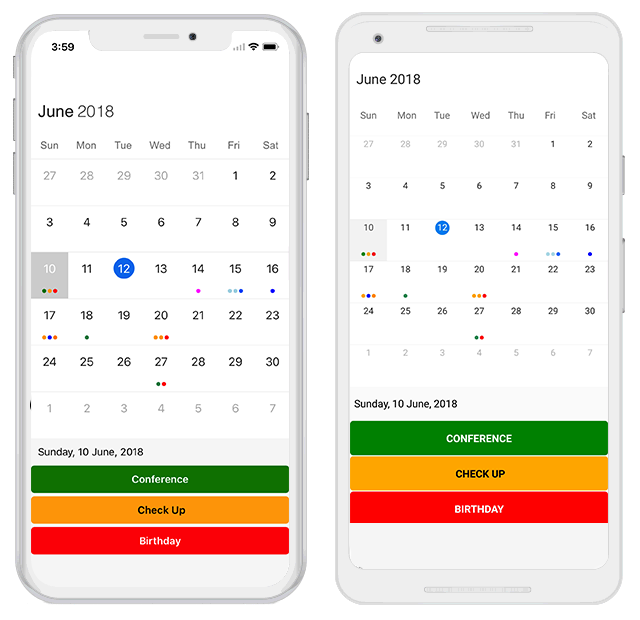 3:59
June 2018
Sun Mon Tue Wed Thu Fri Sat
27 28 29 30 31 1 2
3 4 5 6 7 8 9
10 11 12 13 14 15 16
17 18 19 20 21 22 23
24 25 26 27 28 29 30
1 2 3 4 5 6 7
Sunday, 10 June, 2018
Conference
Check Up
Birthday
June 2018
Sun Mon Tue Wed Thu Fri Sat
27 28 29 30 31 1 2
3 4 5 6 7 8 9
10 11 12 13 14 15 16
17 18 19 20 21 22 23
24 25 26 27 28 29 30
1 2 3 4 5 6 7
Sunday, 10 June, 2018
CONFERENCE
CHECK UP
BIRTHDAY